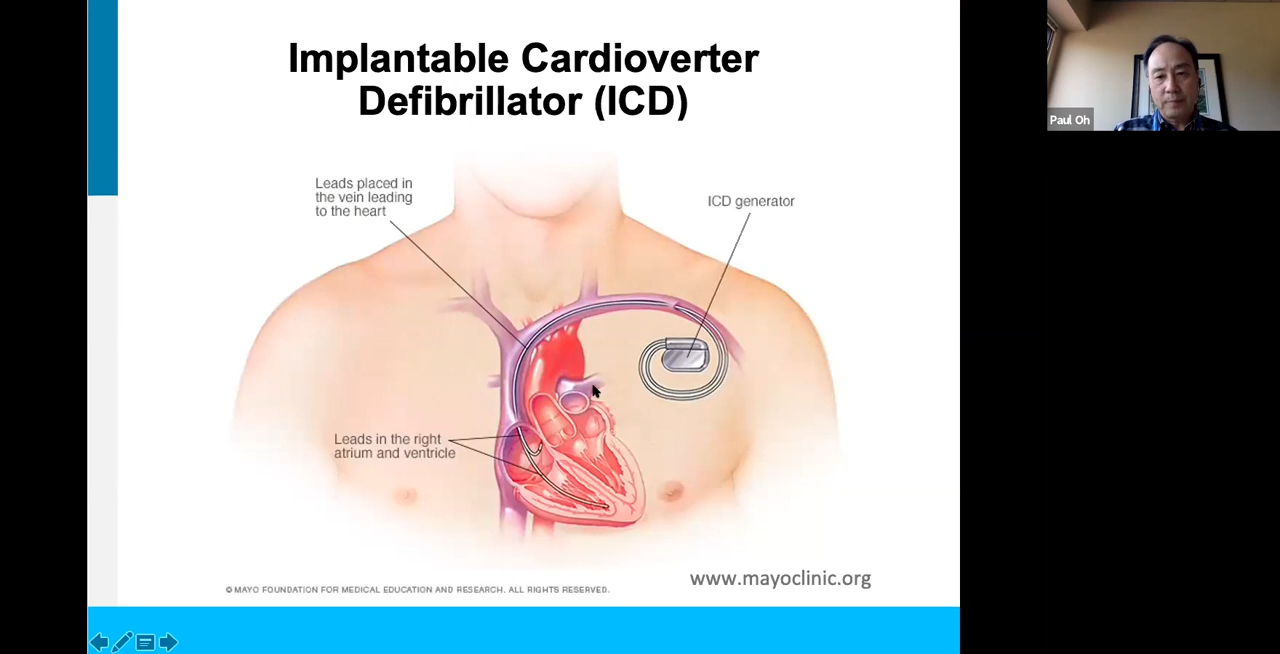 Implantable Cardioverter
Defibrillator (ICD)
Leads placed in
the vein leading
to the heart
ICD generator
Leads in the right
atrium and ventricle
© MAYO FOUNDATION FOR MEDICAL EDUCATION AND RESEARCH. ALL RIGHTS RESERVED.
www.mayoclinic.org
Paul Oh